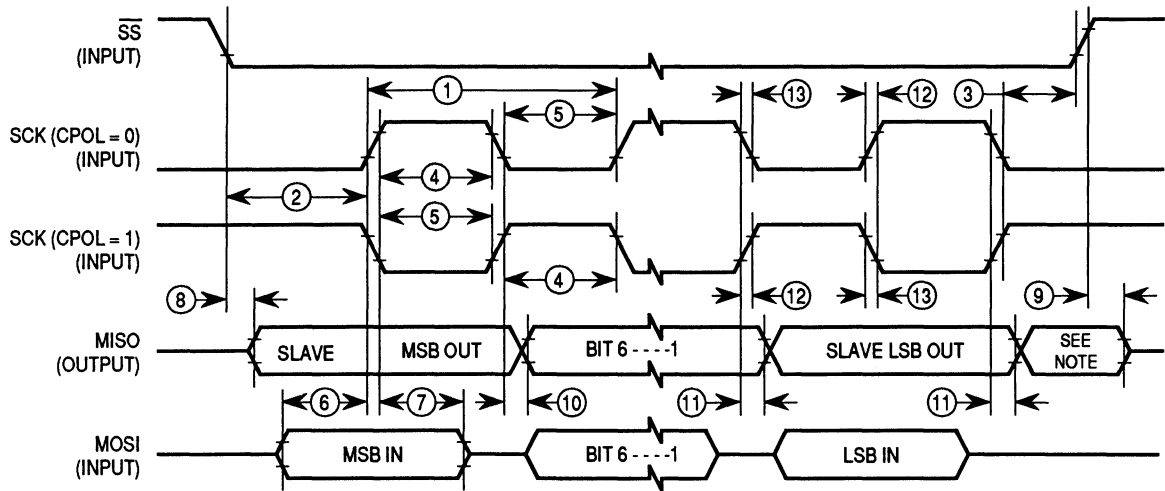 SS
(INPUT)
1
13
12
3
5
SCK (CPOL = 0)
(INPUT)
4
2
5
SCK (CPOL = 1)
(INPUT)
4
12
13
8
9
MISO
(OUTPUT)
SLAVE
MSB OUT
BIT 6 - - - - -1
SLAVE LSB OUT
SEE
NOTE
6
7
10
11
11
MOSI
(INPUT)
MSB IN
BIT 6 - - - - -1
LSB IN